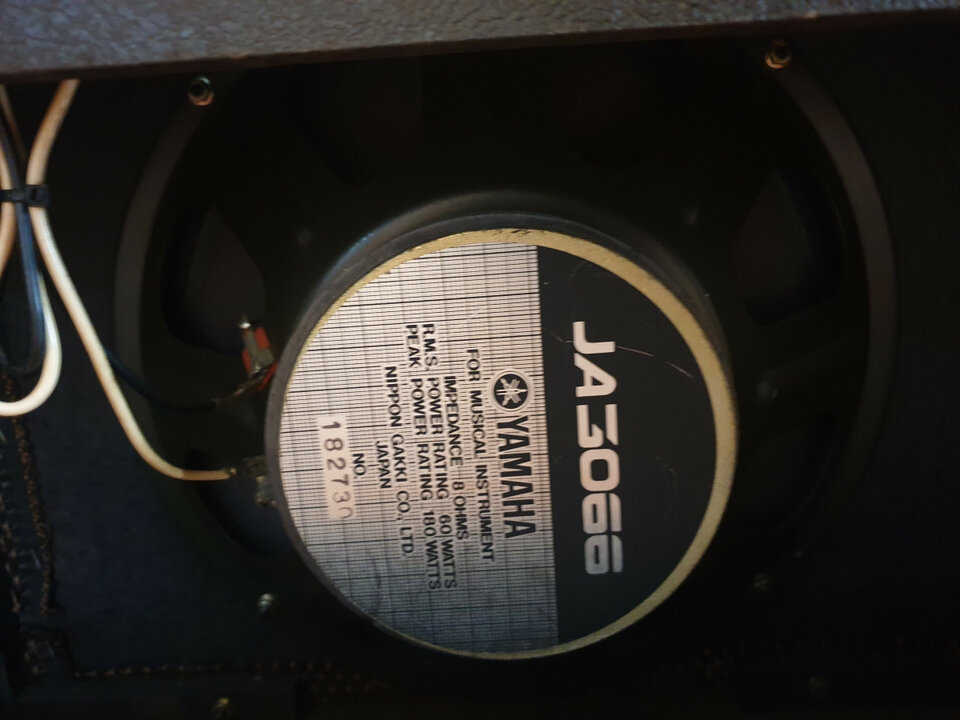 JA3066
YAMAHA
FOR MUSICAL INSTRUMENT
IMPEDANCE 8 OHMS
R.M.S. POWER RATING 60 WATTS
PEAK POWER RATING 180 WATTS
NIPPON GAKKI CO., LTD.
JAPAN
NO.
182730